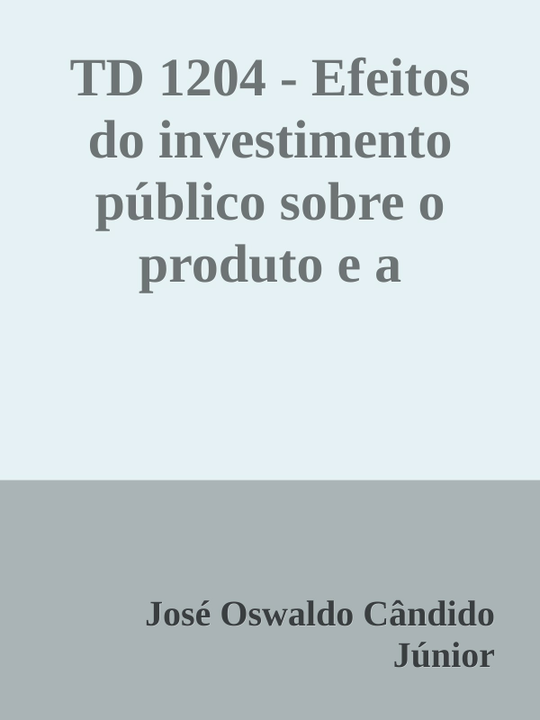 TD 1204 - Efeitos
do investimento
público sobre o
produto e a
José Oswaldo Cândido
Júnior